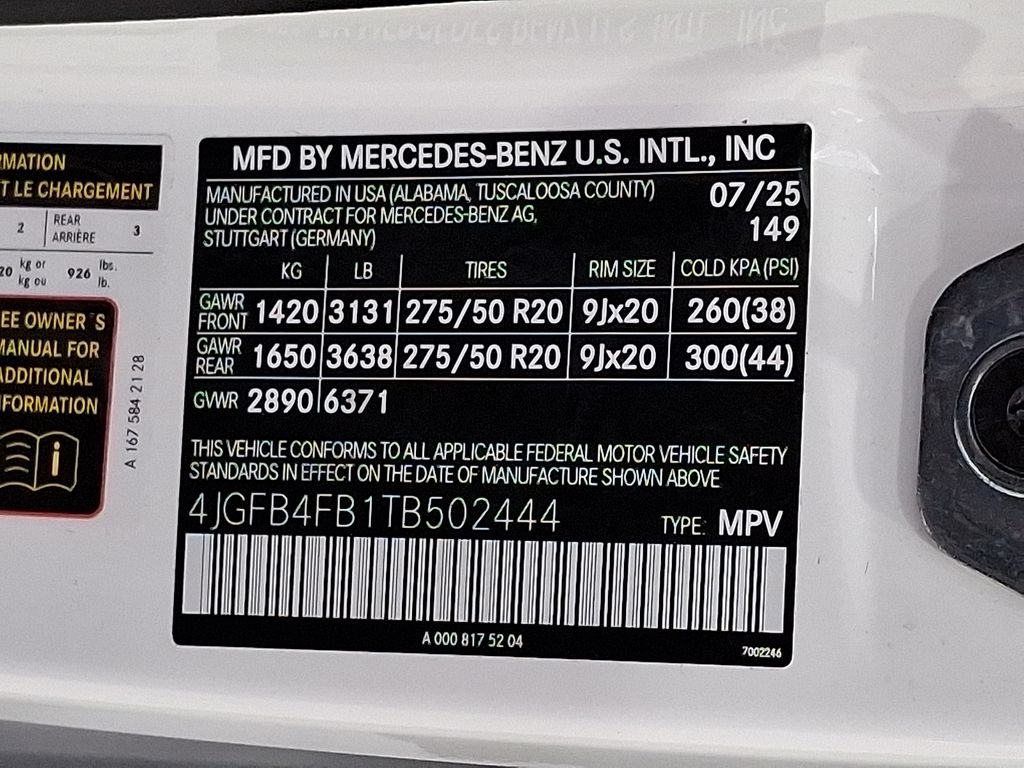 MFD BY MERCEDES-BENZ U.S. INTL., INC
MANUFACTURED IN USA (ALABAMA, TUSCALOOSA COUNTY) 07/25
UNDER CONTRACT FOR MERCEDES-BENZ AG,
STUTTGART (GERMANY) 149
KG LB TIRES RIM SIZE COLD KPA (PSI)
GAWR FRONT 1420 3131 275/50 R20 9Jx20 260(38)
GAWR REAR 1650 3638 275/50 R20 9Jx20 300(44)
GVWR 2890 6371
THIS VEHICLE CONFORMS TO ALL APPLICABLE FEDERAL MOTOR VEHICLE SAFETY
STANDARDS IN EFFECT ON THE DATE OF MANUFACTURE SHOWN ABOVE
4JGFB4FB1TB502444 TYPE: MPV
A 000 817 52 04
7002246
LE CHARGEMENT
2 REAR ARRIÈRE 3
kg or 926 lbs.
kg ou lb.
OWNER'S
MANUAL FOR
ADDITIONAL
A 167 584 21 28